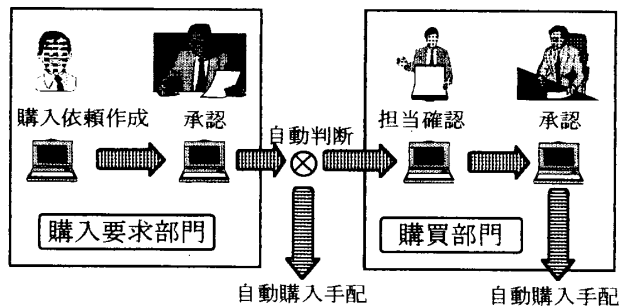 購入依頼作成
承認
自動判断
担当確認
承認
購入要求部門
購買部門
自動購入手配
自動購入手配